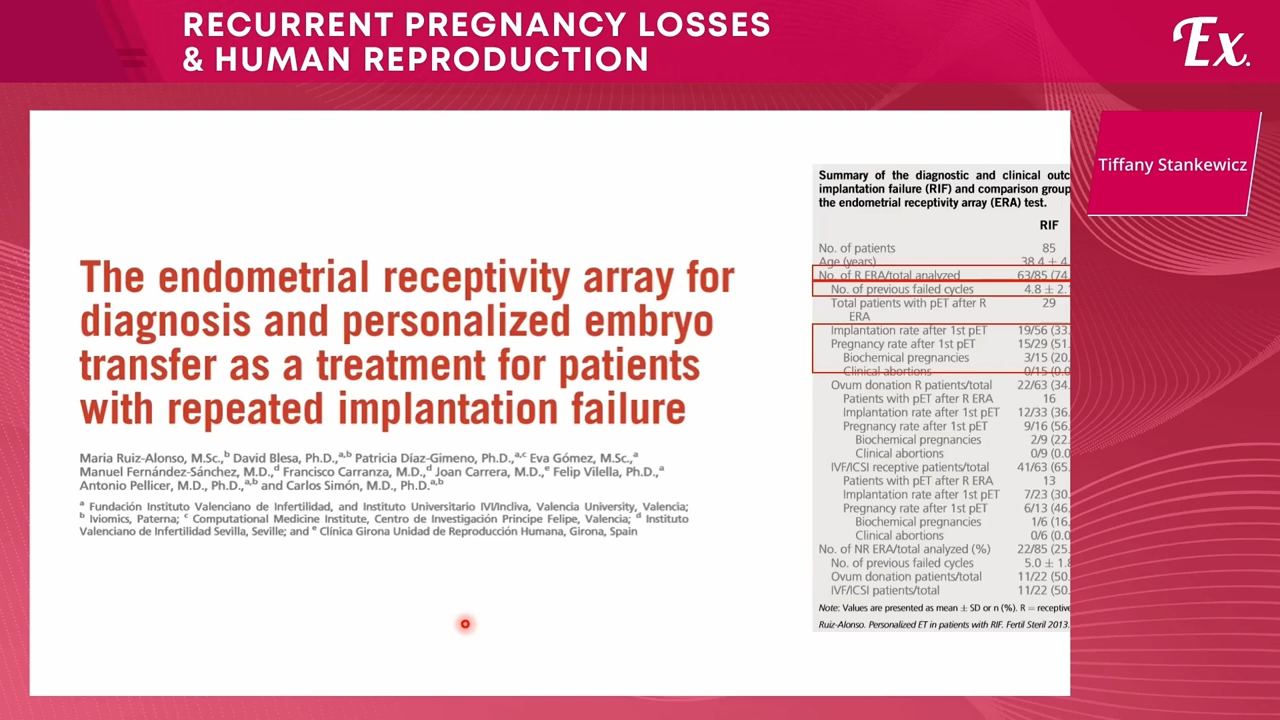 RECURRENT PREGNANCY LOSSES
& HUMAN REPRODUCTION
Ex.
Tiffany Stankewicz
The endometrial receptivity array for
diagnosis and personalized embryo
transfer as a treatment for patients
with repeated implantation failure
Maria Ruiz-Alonso, M.Sc.,b David Blesa, Ph.D.,a,b Patricia Díaz-Gimeno, Ph.D.,a,c Eva Gómez, M.Sc.,a
Manuel Fernández-Sánchez, M.D.,d Francisco Carranza, M.D.,d Joan Carrera, M.D.,e Felip Vilella, Ph.D.,a
Antonio Pellicer, M.D., Ph.D.,a,b and Carlos Simón, M.D., Ph.D.a,b
a Fundación Instituto Valenciano de Infertilidad, and Instituto Universitario IVI/Incliva, Valencia University, Valencia;
b Iviomics, Paterna; c Computational Medicine Institute, Centro de Investigación Principe Felipe, Valencia; d Instituto
Valenciano de Infertilidad Sevilla, Seville; and e Clínica Girona Unidad de Reproducción Humana, Girona, Spain
Summary of the diagnostic and clinical outc
implantation failure (RIF) and comparison group
the endometrial receptivity array (ERA) test.
RIF
No. of patients 85
Age (years) 38.4 ± 4.
No. of R ERA/total analyzed 63/85 (74
No. of previous failed cycles 4.8 ± 2.
Total patients with pET after R 29
ERA
Implantation rate after 1st pET 19/56 (33.
Pregnancy rate after 1st pET 15/29 (51.
Biochemical pregnancies 3/15 (20.
Clinical abortions 0/15 (0.0
Ovum donation R patients/total 22/63 (34.
Patients with pET after R ERA 16
Implantation rate after 1st pET 12/33 (36.
Pregnancy rate after 1st pET 9/16 (56.
Biochemical pregnancies 2/9 (22.
Clinical abortions 0/9 (0.0
IVF/ICSI receptive patients/total 41/63 (65.
Patients with pET after R ERA 13
Implantation rate after 1st pET 7/23 (30.
Pregnancy rate after 1st pET 6/13 (46.
Biochemical pregnancies 1/6 (16.
Clinical abortions 0/6 (0.0
No. of NR ERA/total analyzed (%) 22/85 (25.
No. of previous failed cycles 5.0 ± 1.8
Ovum donation patients/total 11/22 (50.
IVF/ICSI patients/total 11/22 (50.
Note: Values are presented as mean ± SD or n (%). R = receptive
Ruiz-Alonso. Personalized ET in patients with RIF. Fertil Steril 2013.